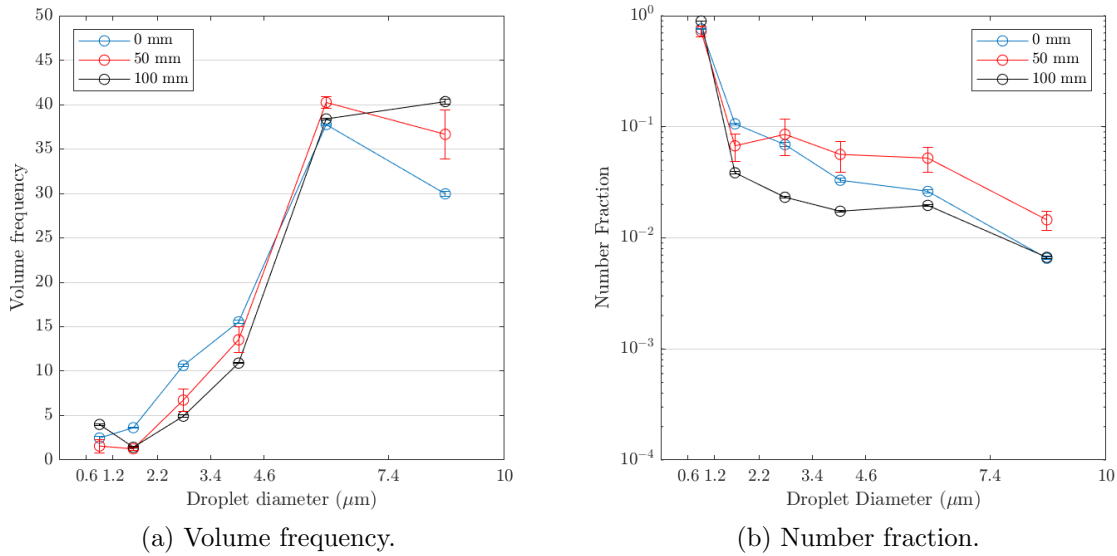 50
45
40
35
30
25
20
15
10
5
0
Volume frequency
0 mm
50 mm
100 mm
0.6 1.2 2.2 3.4 4.6 7.4 10
Droplet diameter (μm)
(a) Volume frequency.
10^0
10^-1
10^-2
10^-3
10^-4
Number Fraction
0 mm
50 mm
100 mm
0.6 1.2 2.2 3.4 4.6 7.4 10
Droplet Diameter (μm)
(b) Number fraction.